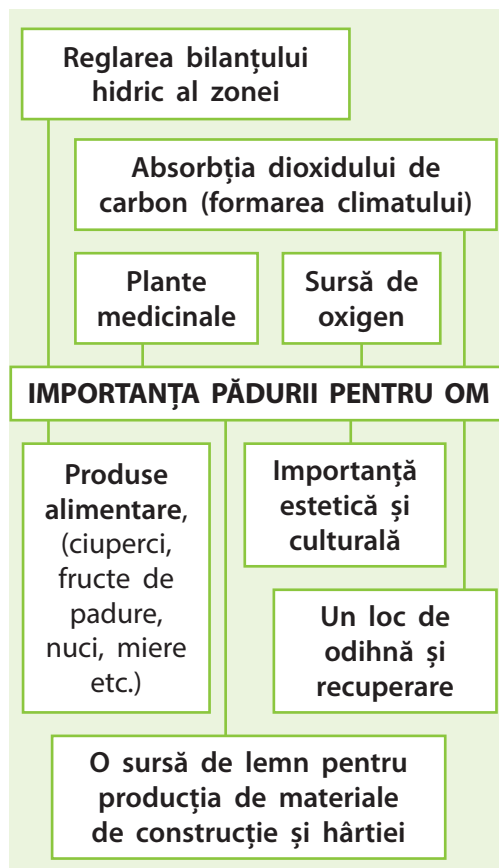 Reglarea bilanțului
hidric al zonei
Absorbția dioxidului de
carbon (formarea climatului)
Plante
medicinale
Sursă de
oxigen
IMPORTANȚA PĂDURII PENTRU OM
Produse
alimentare,
(ciuperci,
fructe de
padure,
nuci, miere
etc.)
Importanță
estetică și
culturală
Un loc de
odihnă și
recuperare
O sursă de lemn pentru
producția de materiale
de construcție și hârtiei